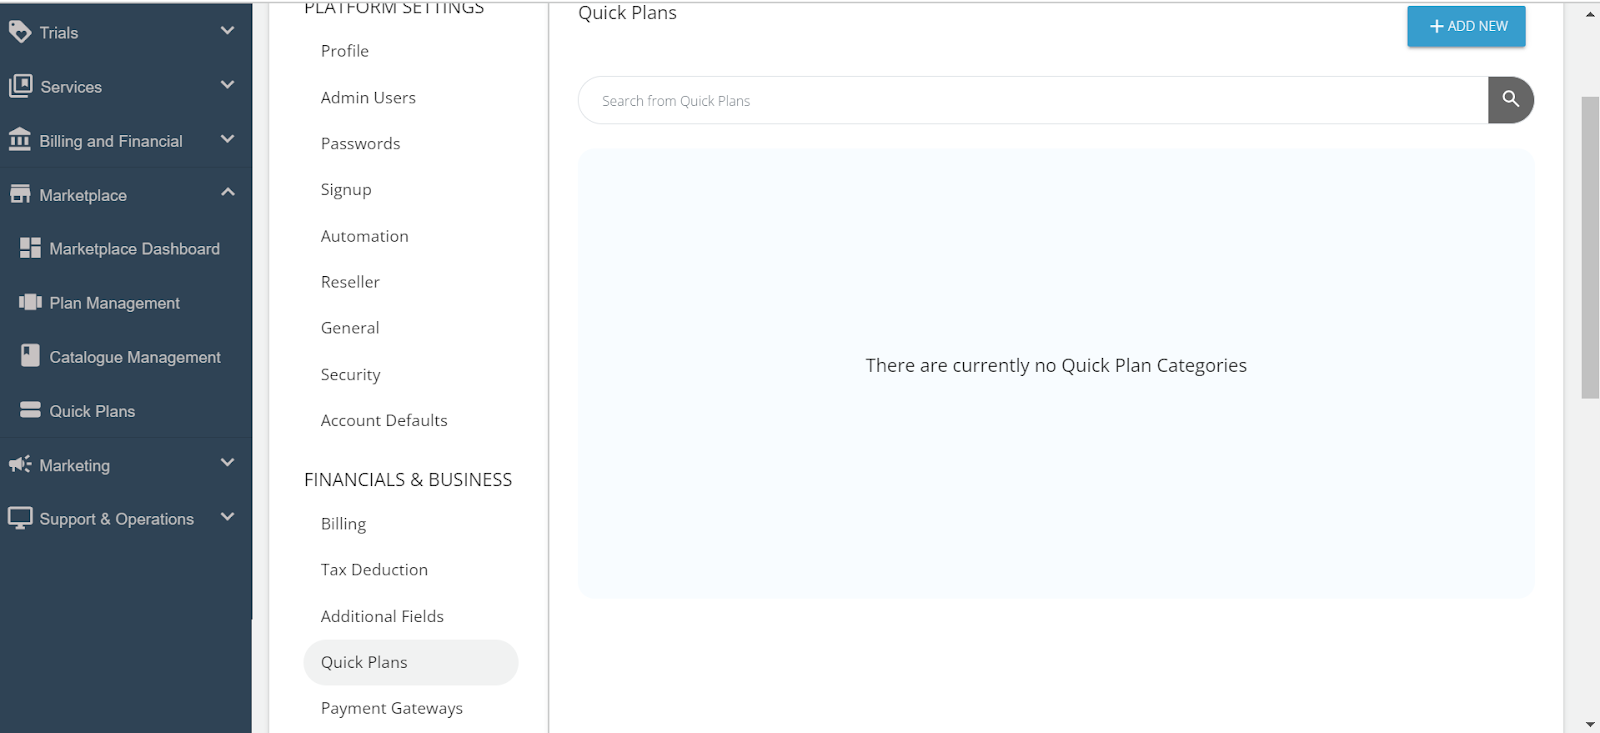 Trials
Services
Billing and Financial
Marketplace
Marketplace Dashboard
Plan Management
Catalogue Management
Quick Plans
Marketing
Support & Operations
PLATFORM SETTINGS
Profile
Admin Users
Passwords
Signup
Automation
Reseller
General
Security
Account Defaults
FINANCIALS & BUSINESS
Billing
Tax Deduction
Additional Fields
Quick Plans
Payment Gateways
Quick Plans
ADD NEW
Search from Quick Plans
There are currently no Quick Plan Categories